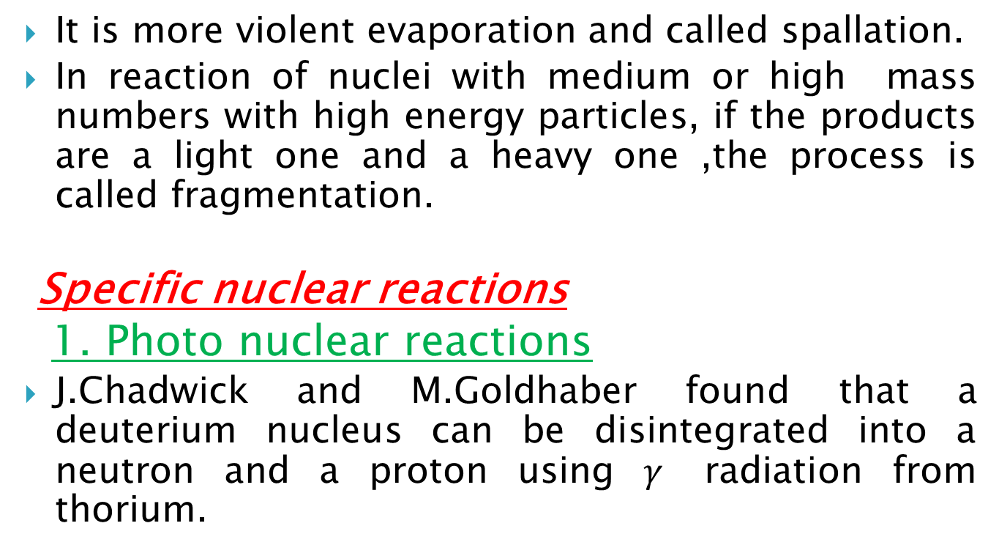 It is more violent evaporation and called spallation.
In reaction of nuclei with medium or high mass
numbers with high energy particles, if the products
are a light one and a heavy one ,the process is
called fragmentation.
Specific nuclear reactions
1. Photo nuclear reactions
J.Chadwick and M.Goldhaber found that a
deuterium nucleus can be disintegrated into a
neutron and a proton using γ radiation from
thorium.